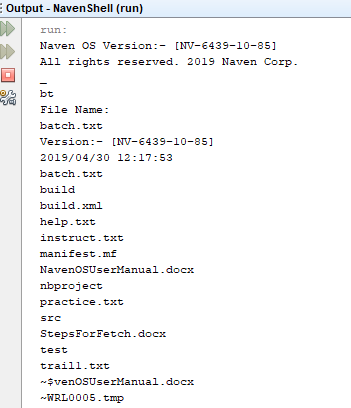 Output - NavenShell (run)
run:
Naven OS Version:- [NV-6439-10-85]
All rights reserved. 2019 Naven Corp.
_
bt
File Name:
batch.txt
Version:- [NV-6439-10-85]
2019/04/30 12:17:53
batch.txt
build
build.xml
help.txt
instruct.txt
manifest.mf
NavenOSUserManual.docx
nbproject
practice.txt
src
StepsForFetch.docx
test
trail1.txt
~$venOSUserManual.docx
~WRL0005.tmp